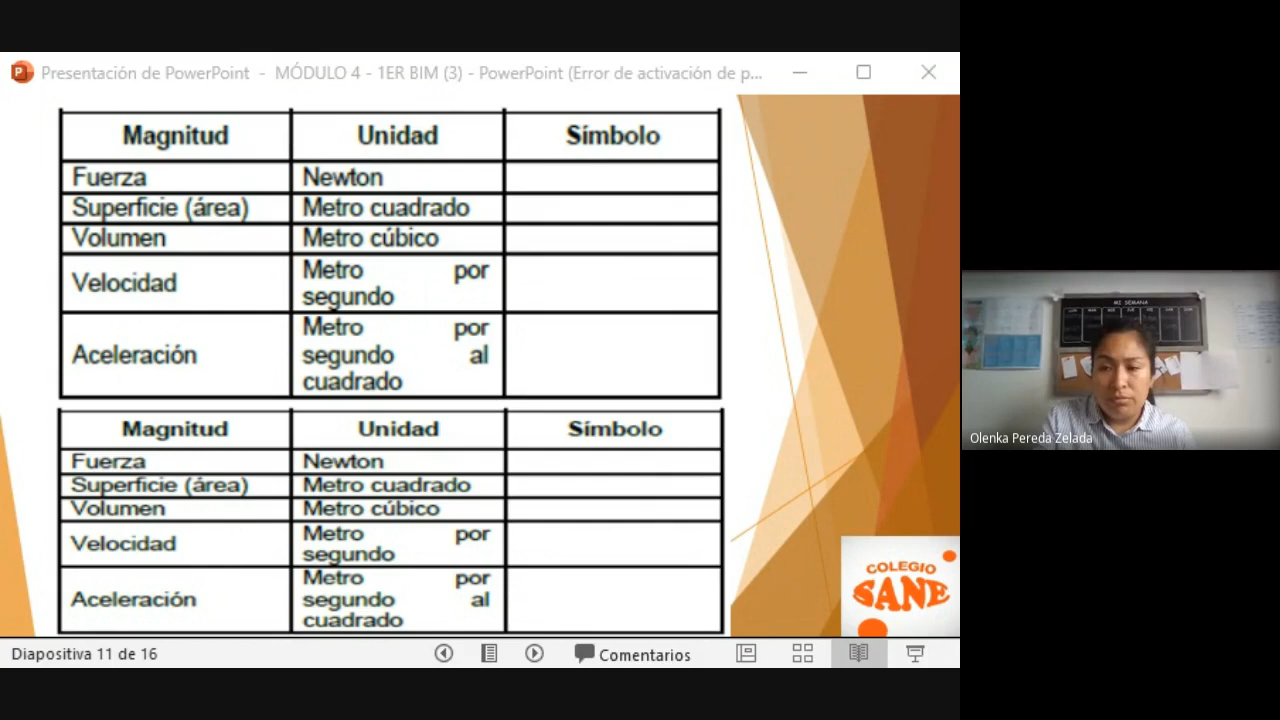 Presentación de PowerPoint - MÓDULO 4 - 1ER BIM (3) - PowerPoint (Error de activación de p...
Magnitud Unidad Símbolo
Fuerza Newton
Superficie (área) Metro cuadrado
Volumen Metro cúbico
Velocidad Metro por
segundo
Aceleración Metro por
segundo al
cuadrado
Magnitud Unidad Símbolo
Fuerza Newton
Superficie (área) Metro cuadrado
Volumen Metro cúbico
Velocidad Metro por
segundo
Aceleración Metro por
segundo al
cuadrado
COLEGIO
SANE
Diapositiva 11 de 16
Comentarios
MI SEMANA
Olenka Pereda Zelada